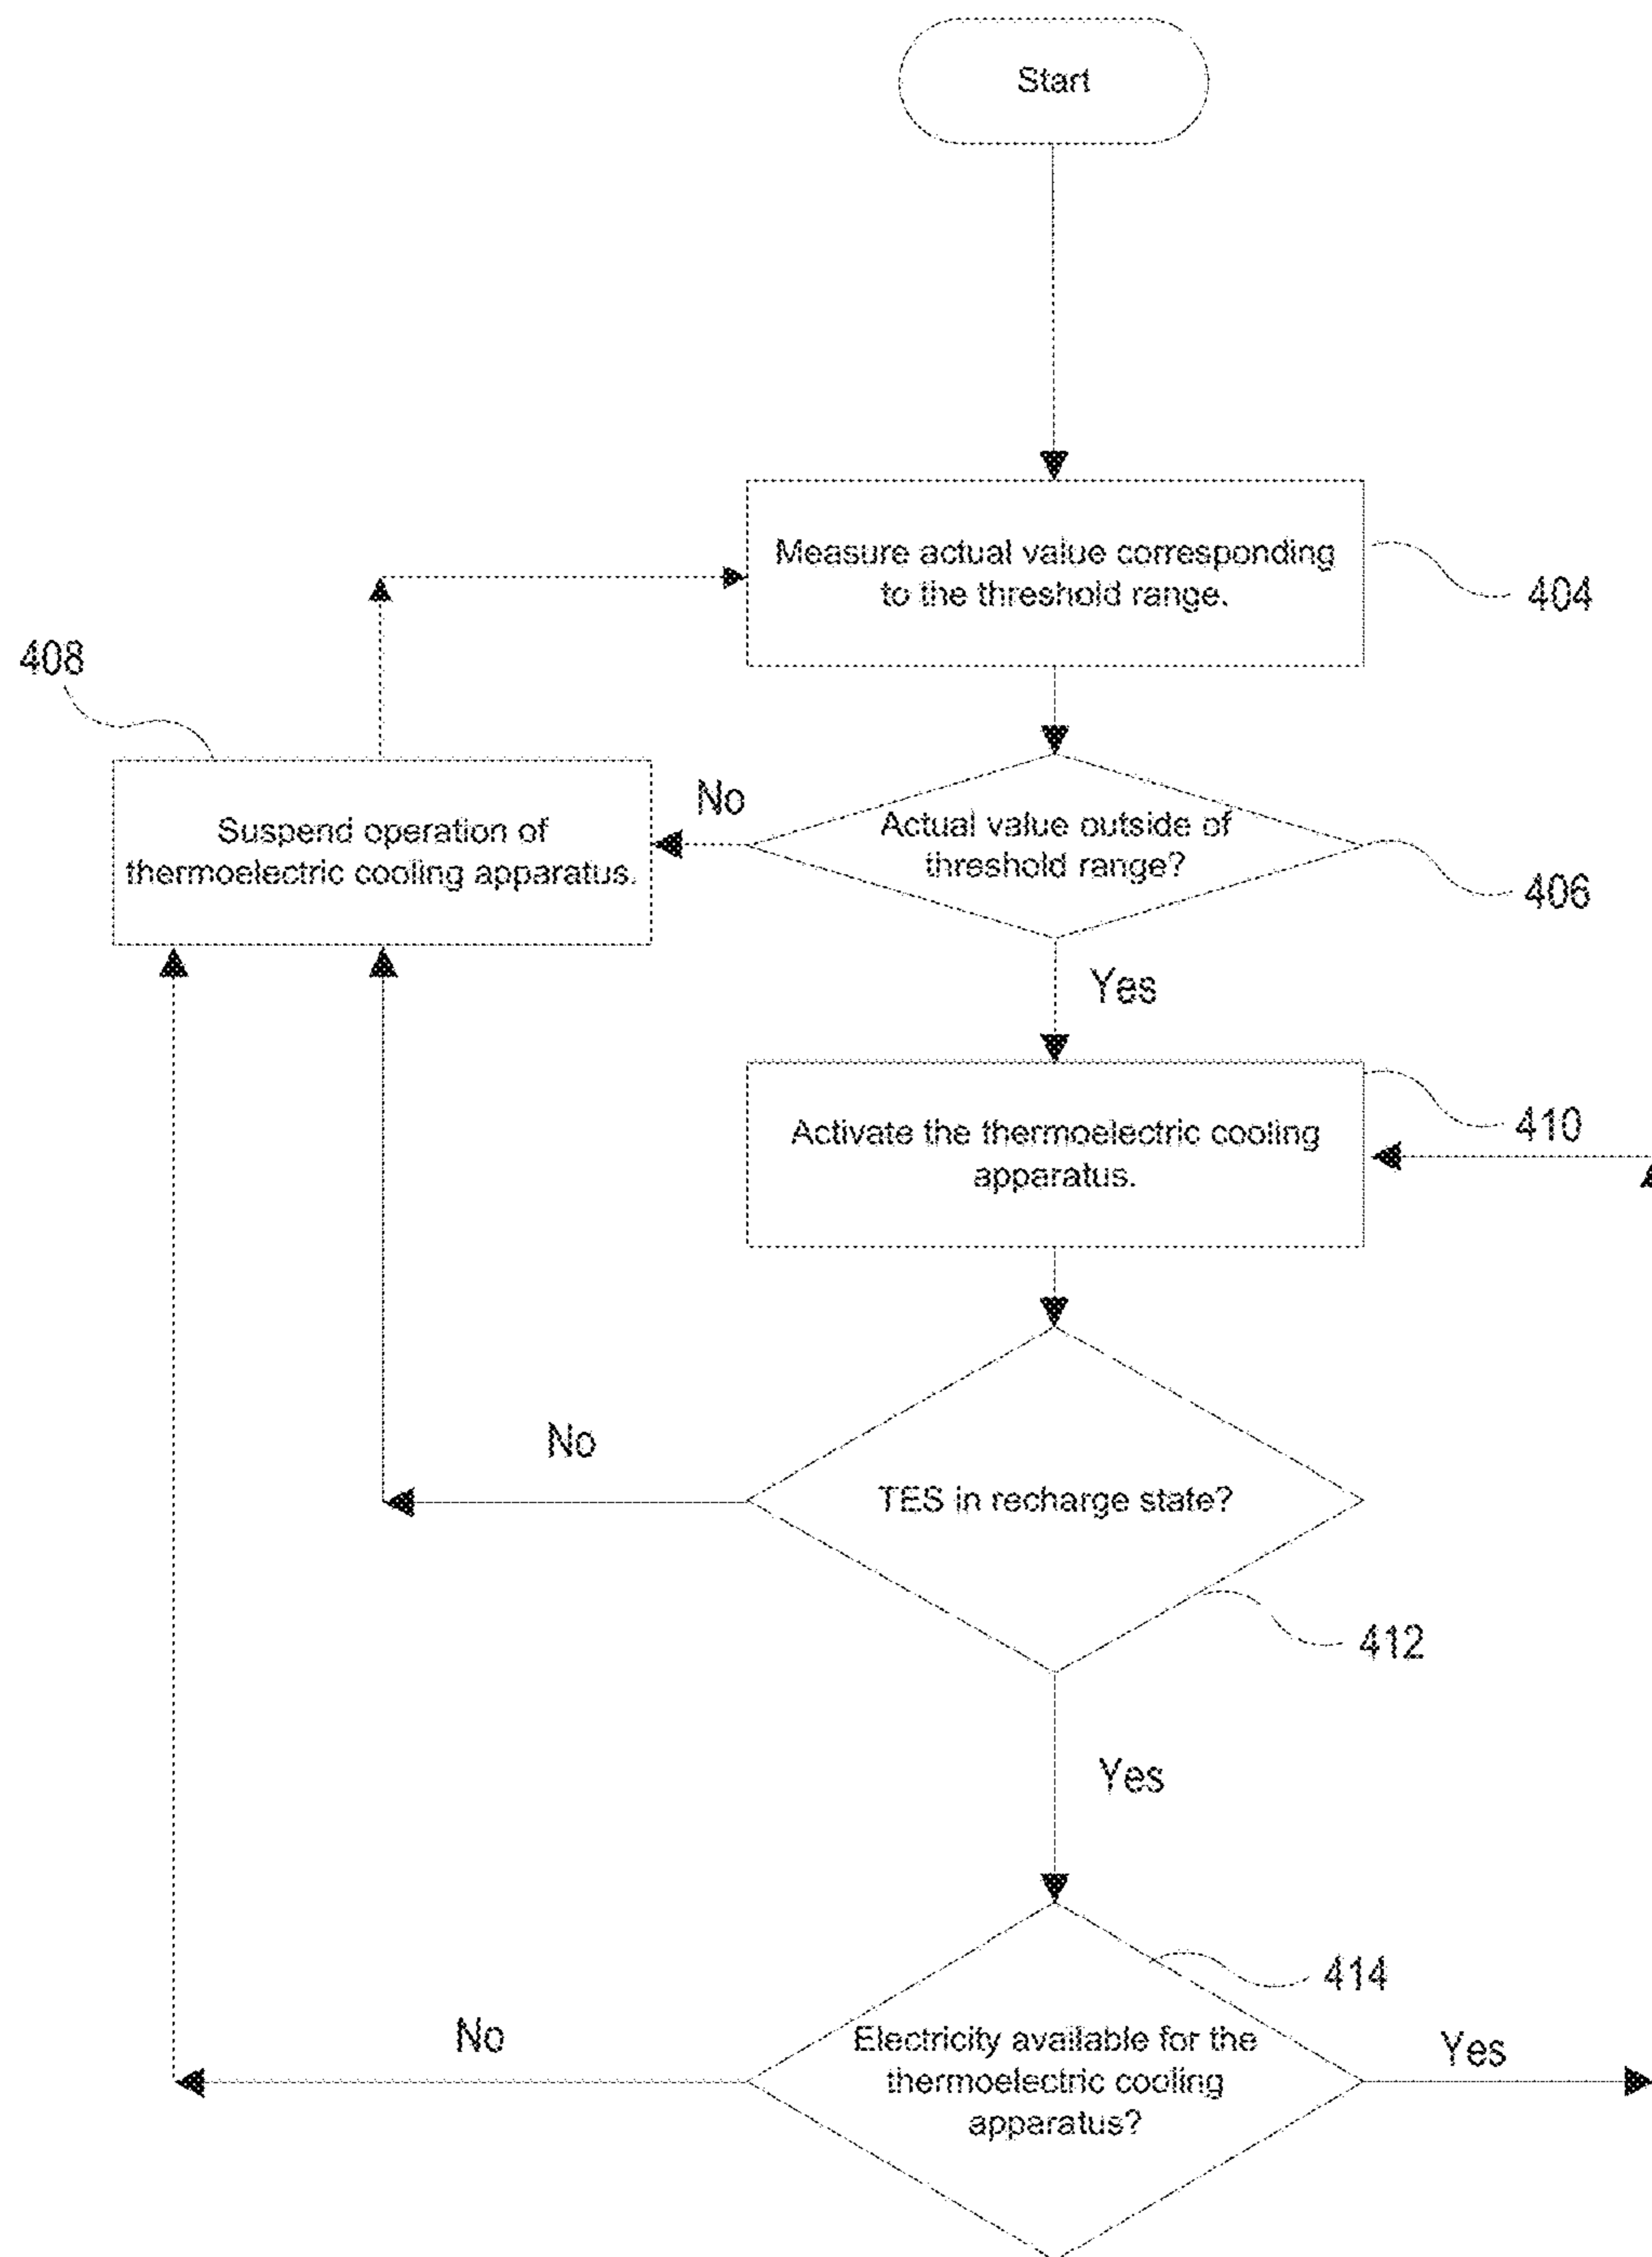 Start
Measure actual value corresponding
to the threshold range.
404
408
Suspend operation of
thermoelectric cooling apparatus.
No
Actual value outside of
threshold range?
406
Yes
Activate the thermoelectric cooling
apparatus.
410
No
TES in recharge state?
412
Yes
414
No
Electricity available for the
thermoelectric cooling
apparatus?
Yes